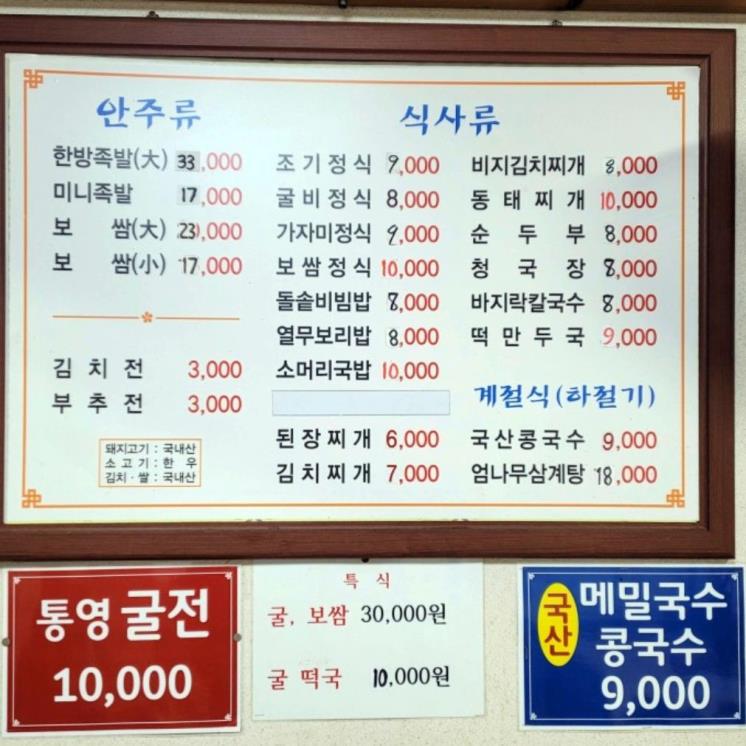 안주류
한방족발(大) 33,000
미니족발 17,000
보 쌈(大) 23,000
보 쌈(小) 17,000
김치전 3,000
부추전 3,000
돼지고기 : 국내산
소고기 : 한우
김치·쌀 : 국내산
식사류
조기정식 9,000
굴비정식 8,000
가자미정식 9,000
보쌈정식 10,000
돌솥비빔밥 8,000
열무보리밥 8,000
소머리국밥 10,000
된장찌개 6,000
김치찌개 7,000
비지김치찌개 8,000
동태찌개 10,000
순두부 8,000
청국장 8,000
바지락칼국수 8,000
떡만두국 9,000
계절식(하절기)
국산콩국수 9,000
엄나무삼계탕 18,000
통영 굴전
10,000
특식
굴, 보쌈 30,000원
굴 떡국 10,000원
국산
메밀국수
콩국수
9,000